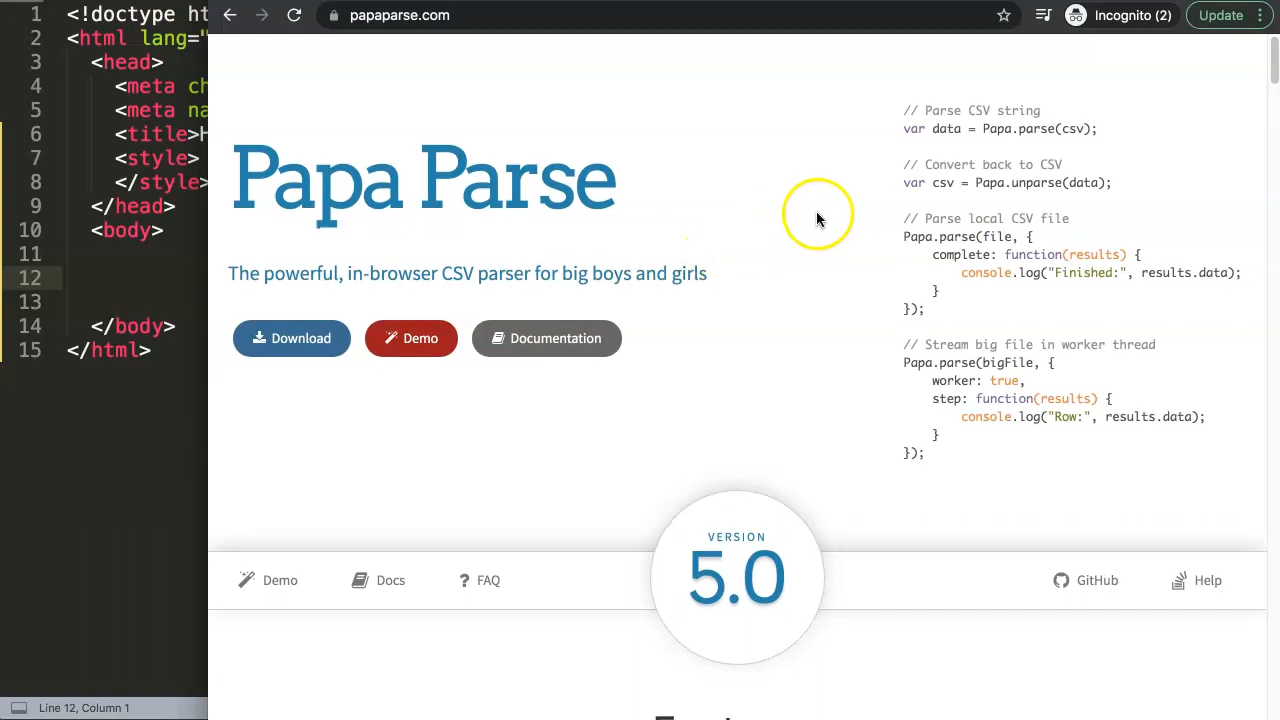 papaparse.com
Incognito (2)
Update
1 <!doctype ht
2 <html lang="
3 <head>
4 <meta ch
5 <meta na
6 <title>H
7 <style>
8 </style>
9 </head>
10 <body>
11
12
13
14 </body>
15 </html>
Line 12, Column 1
Papa Parse
The powerful, in-browser CSV parser for big boys and girls
Download
Demo
Documentation
// Parse CSV string
var data = Papa.parse(csv);
// Convert back to CSV
var csv = Papa.unparse(data);
// Parse local CSV file
Papa.parse(file, {
complete: function(results) {
console.log("Finished:", results.data);
}
});
// Stream big file in worker thread
Papa.parse(bigFile, {
worker: true,
step: function(results) {
console.log("Row:", results.data);
}
});
VERSION
5.0
Demo
Docs
? FAQ
GitHub
Help